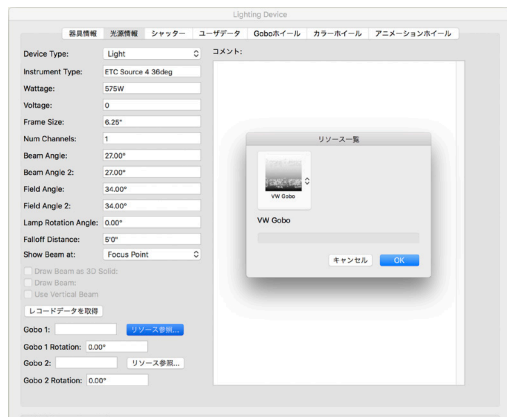 Lighting Device
器具情報 光源情報 シャッター ユーザデータ Goboホイール カラーホイール アニメーションホイール
Device Type: Light
コメント:
Instrument Type: ETC Source 4 36deg
Wattage: 575W
Voltage: 0
Frame Size: 6.25"
Num Channels: 1
Beam Angle: 27.00°
Beam Angle 2: 27.00°
Field Angle: 34.00°
Field Angle 2: 34.00°
Lamp Rotation Angle: 0.00°
Falloff Distance: 5'0"
Show Beam at: Focus Point
Draw Beam as 3D Solid:
Draw Beam:
Use Vertical Beam
レコードデータを取得
Gobo 1: リソース参照...
Gobo 1 Rotation: 0.00°
Gobo 2: リソース参照...
Gobo 2 Rotation: 0.00°
リソース一覧
VW Gobo
VW Gobo
キャンセル OK